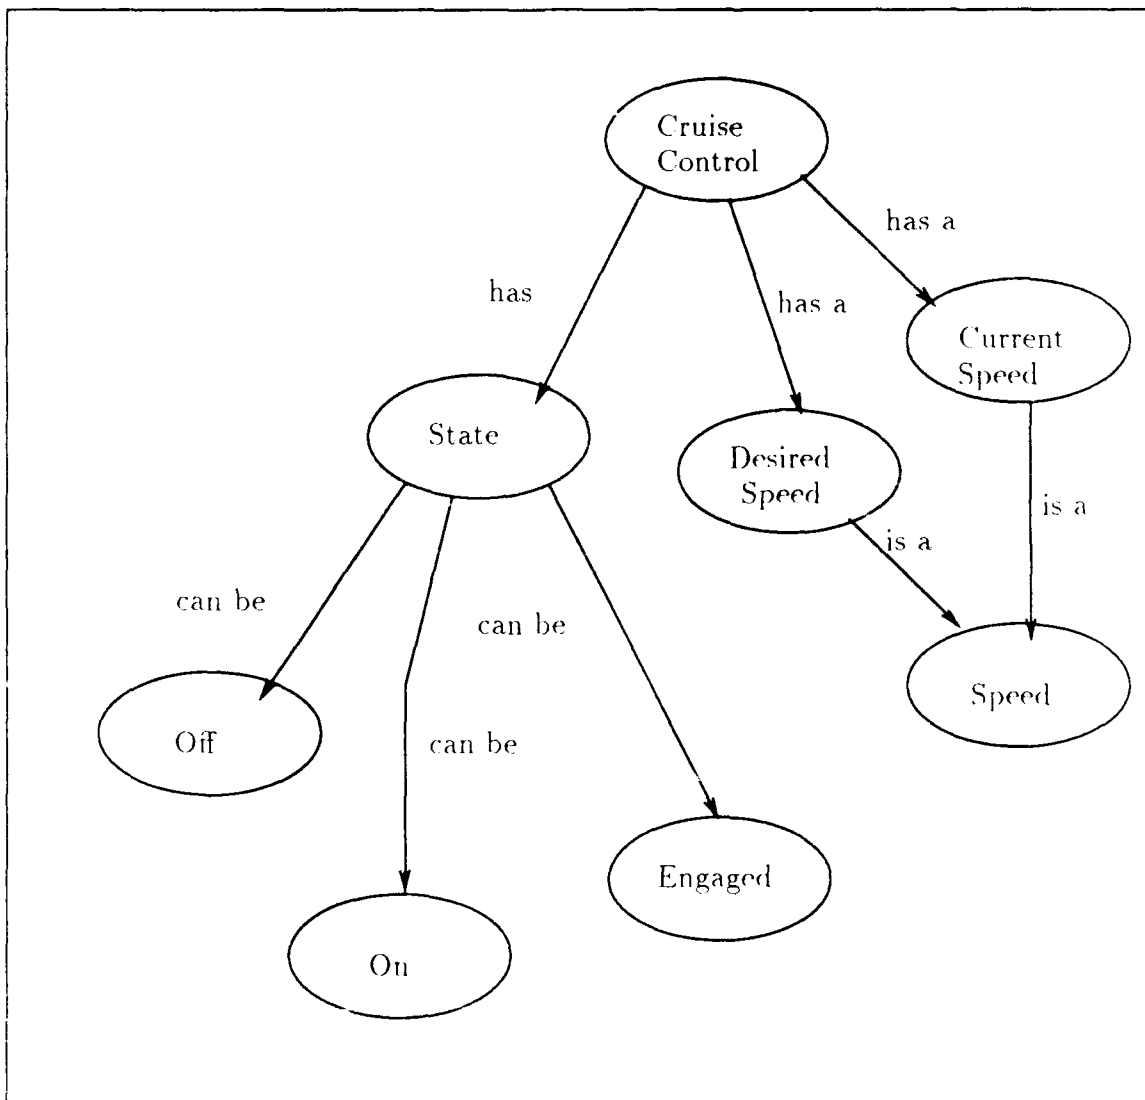 Cruise
Control
has a
has
has a
Current
Speed
State
Desired
Speed
is a
is a
can be
can be
Speed
Off
can be
Engaged
On